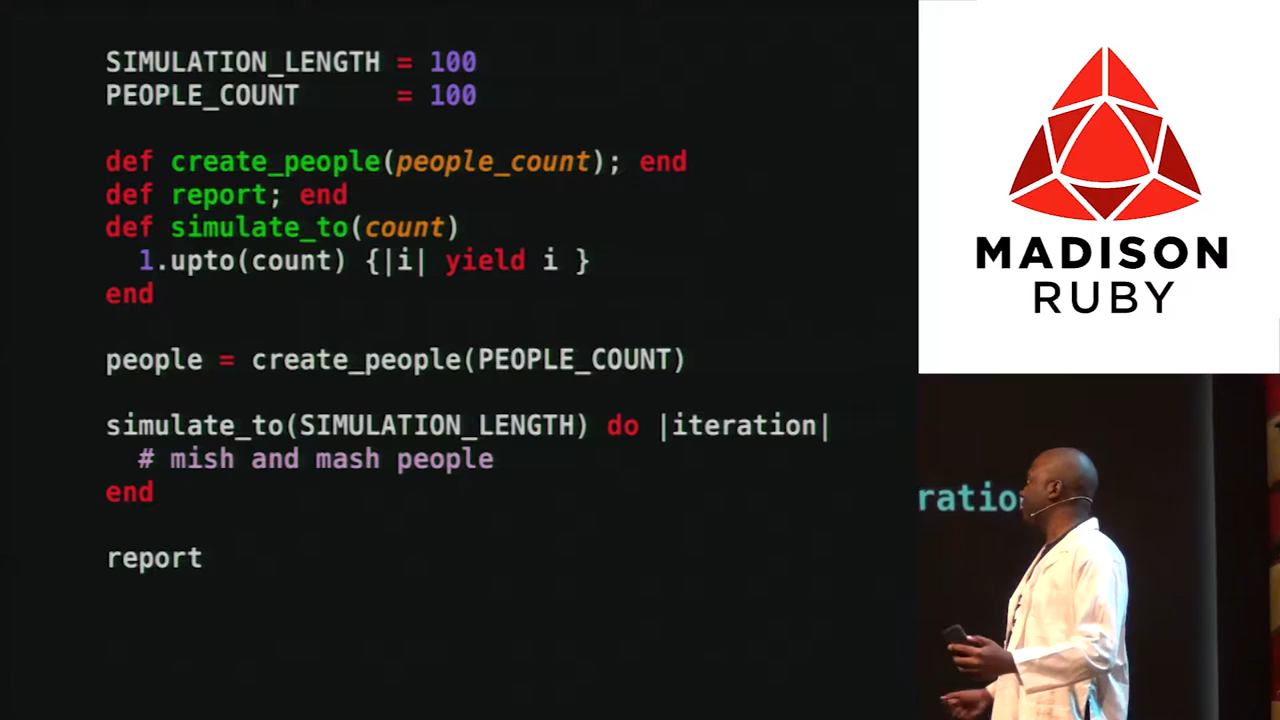 SIMULATION_LENGTH = 100
PEOPLE_COUNT      = 100
def create_people(people_count); end
def report; end
def simulate_to(count)
  1.upto(count) {|i| yield i }
end
people = create_people(PEOPLE_COUNT)
simulate_to(SIMULATION_LENGTH) do |iteration|
  # mish and mash people
end
report
MADISON
RUBY
ratio